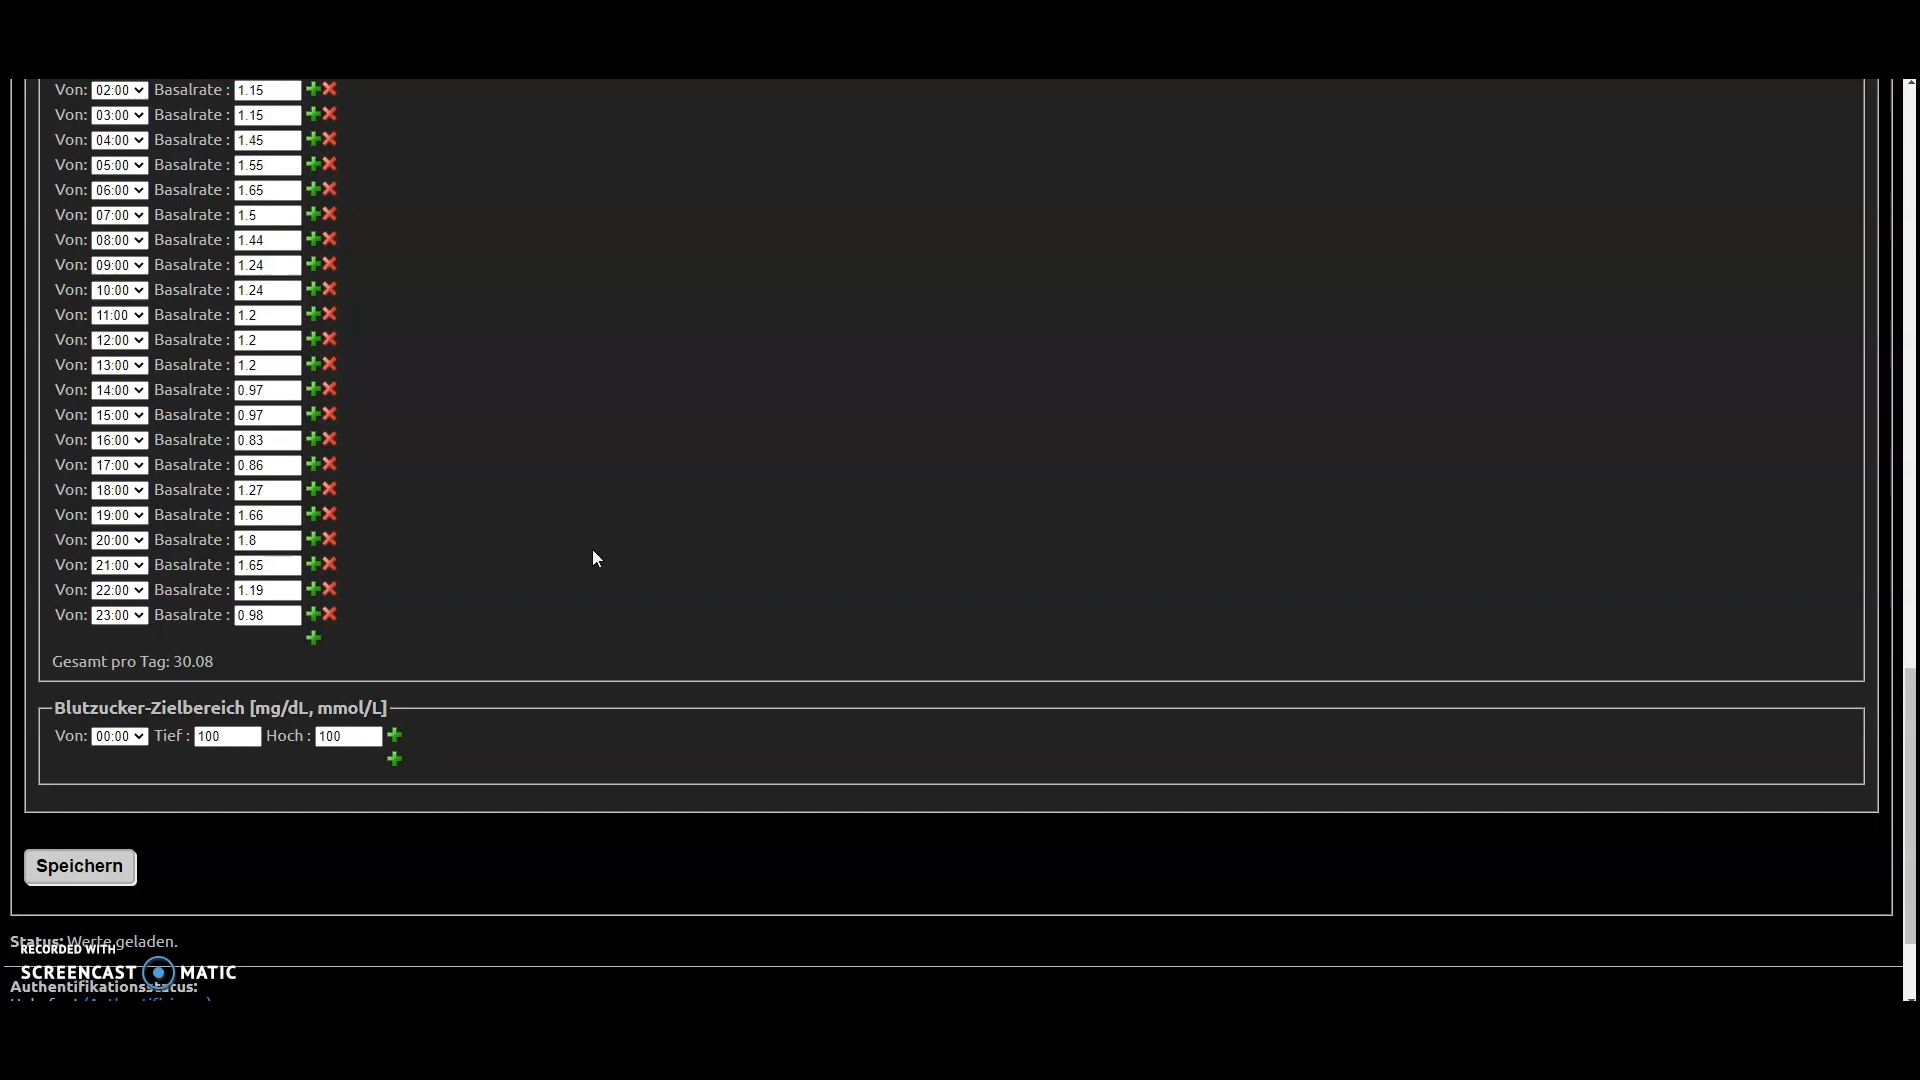 Von: 02:00 Basalrate : 1.15
Von: 03:00 Basalrate : 1.15
Von: 04:00 Basalrate : 1.45
Von: 05:00 Basalrate : 1.55
Von: 06:00 Basalrate : 1.65
Von: 07:00 Basalrate : 1.5
Von: 08:00 Basalrate : 1.44
Von: 09:00 Basalrate : 1.24
Von: 10:00 Basalrate : 1.24
Von: 11:00 Basalrate : 1.2
Von: 12:00 Basalrate : 1.2
Von: 13:00 Basalrate : 1.2
Von: 14:00 Basalrate : 0.97
Von: 15:00 Basalrate : 0.97
Von: 16:00 Basalrate : 0.83
Von: 17:00 Basalrate : 0.86
Von: 18:00 Basalrate : 1.27
Von: 19:00 Basalrate : 1.66
Von: 20:00 Basalrate : 1.8
Von: 21:00 Basalrate : 1.65
Von: 22:00 Basalrate : 1.19
Von: 23:00 Basalrate : 0.98
Gesamt pro Tag: 30.08
Blutzucker-Zielbereich [mg/dL, mmol/L]
Von: 00:00 Tief : 100 Hoch : 100
Speichern
Status: Werte geladen.
RECORDED WITH
SCREENCAST MATIC
Authentifikationsstatus: